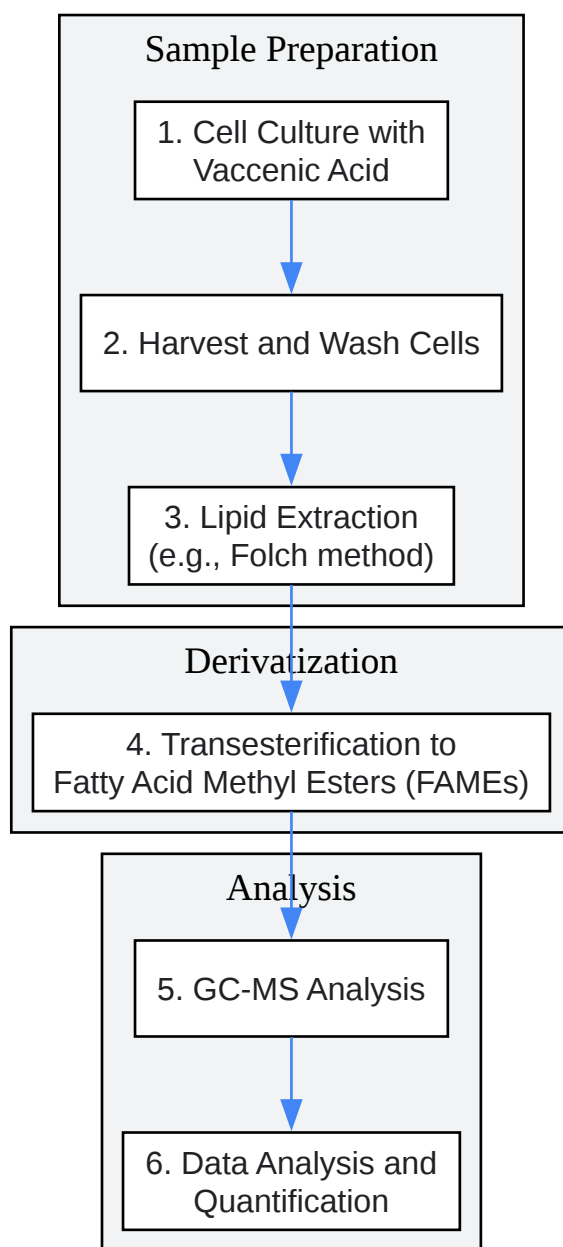 Sample Preparation
1. Cell Culture with
Vaccenic Acid
2. Harvest and Wash Cells
3. Lipid Extraction
(e.g., Folch method)
Derivatization
4. Transesterification to
Fatty Acid Methyl Esters (FAMEs)
Analysis
5. GC-MS Analysis
6. Data Analysis and
Quantification